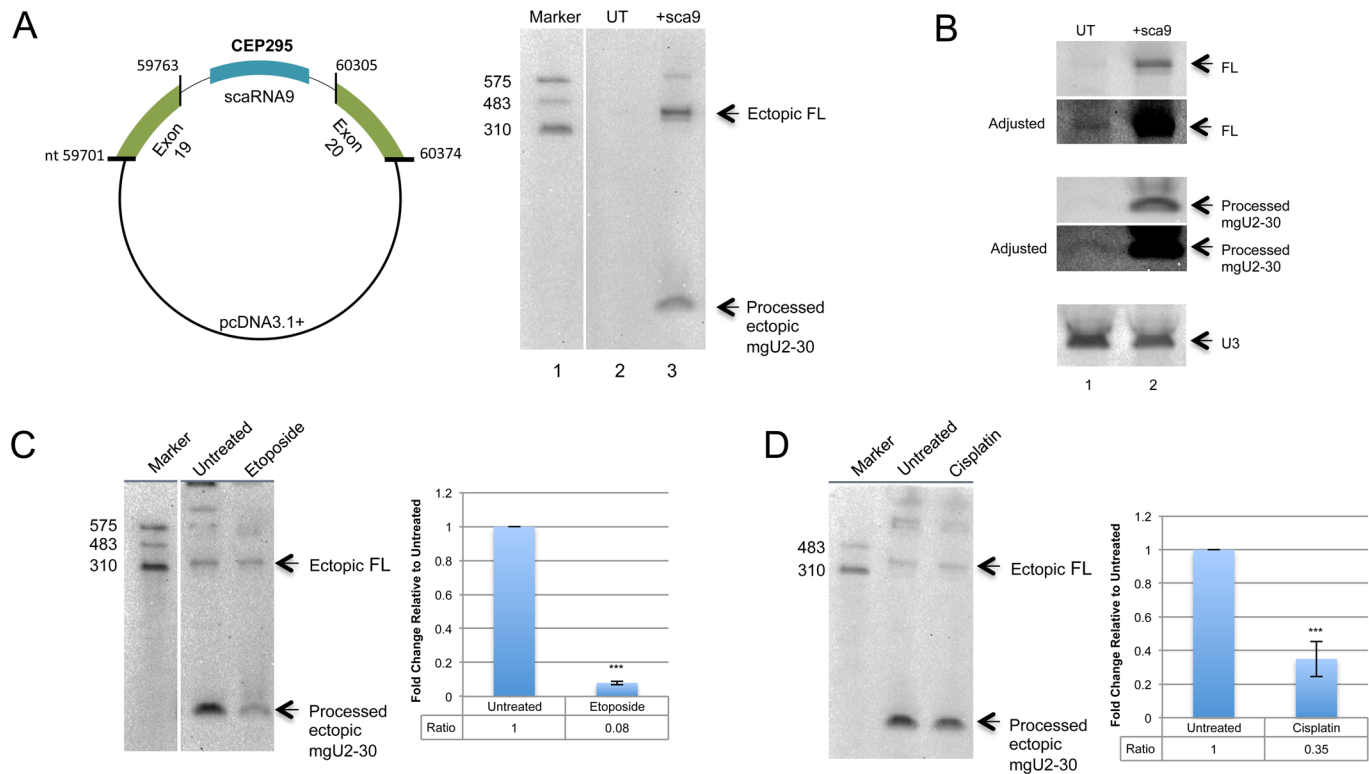 A
CEP295
59763
60305
scaRNA9
Exon
19
Exon
20
nt 59701
60374
pcDNA3.1+
Marker
UT
+sca9
575
483
310
Ectopic FL
Processed
ectopic
mgU2-30
1
2
3
B
UT
+sca9
FL
Adjusted
FL
Processed
mgU2-30
Adjusted
Processed
mgU2-30
U3
1
2
C
Marker
Untreated
Etoposide
575
483
310
Ectopic FL
Processed
ectopic
mgU2-30
Fold Change Relative to Untreated
1.2
1
0.8
0.6
0.4
0.2
0
***
Untreated
Etoposide
Ratio
1
0.08
D
Marker
Untreated
Cisplatin
483
310
Ectopic FL
Processed
ectopic
mgU2-30
Fold Change Relative to Untreated
1.2
1
0.8
0.6
0.4
0.2
0
***
Untreated
Cisplatin
Ratio
1
0.35